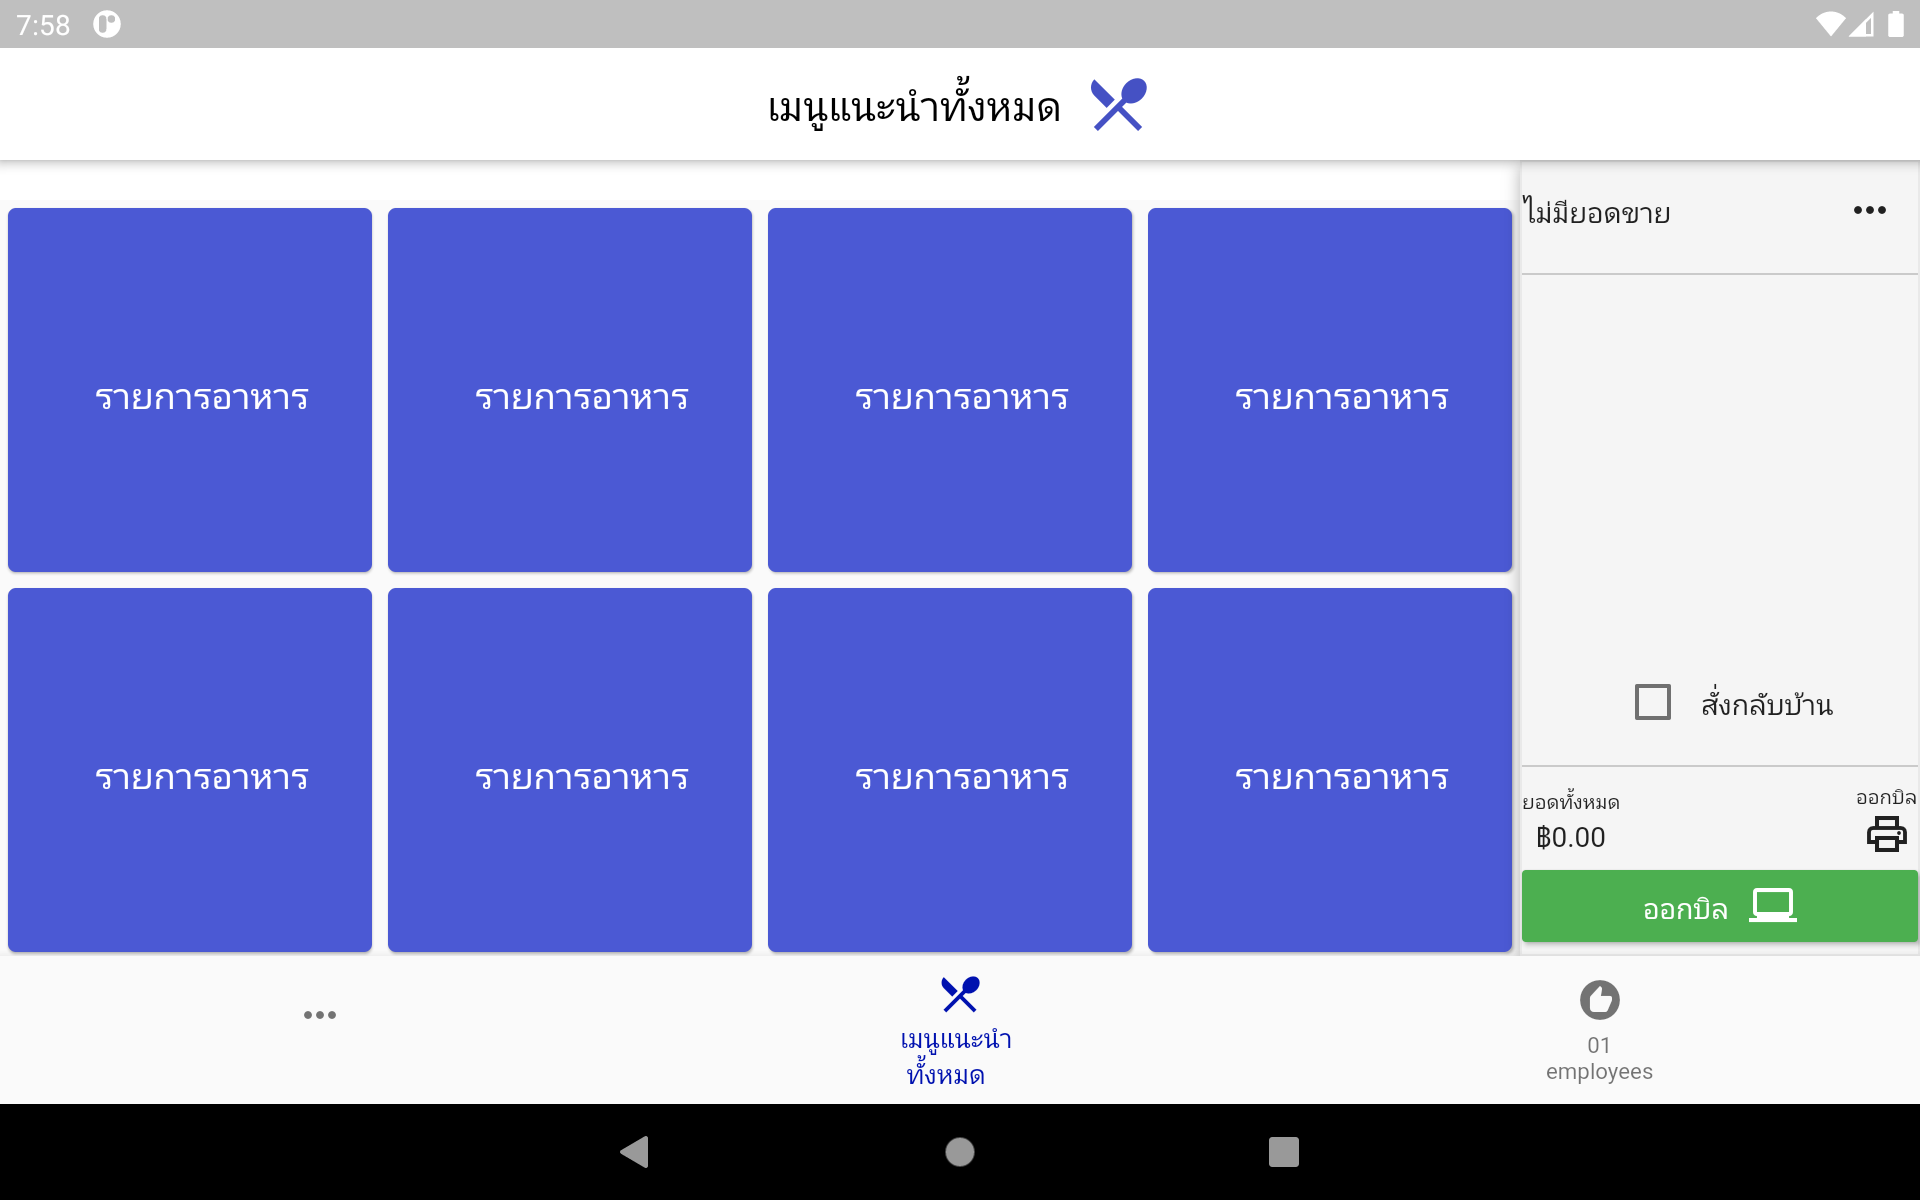 7:58
เมนูแนะนำทั้งหมด
รายการอาหาร
รายการอาหาร
รายการอาหาร
รายการอาหาร
รายการอาหาร
รายการอาหาร
รายการอาหาร
รายการอาหาร
ไม่มียอดขาย
สั่งกลับบ้าน
ยอดทั้งหมด
฿0.00
ออกบิล
ออกบิล
เมนูแนะนำ
ทั้งหมด
01
employees